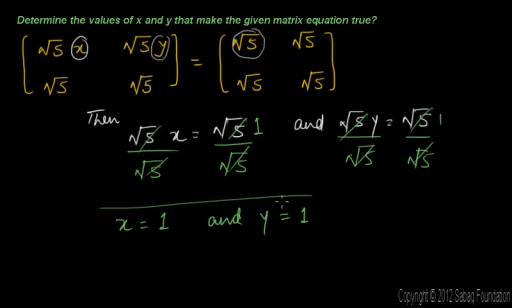 Determine the values of x and y that make the given matrix equation true?
[ √5 x √5 y ] = [ √5 √5 ]
[ √5 √5 ] [ √5 √5 ]
Then √5 x = √5 1 and √5 y = √5 1
√5 √5 √5 √5
x = 1 and y = 1
Copyright © 2012 Sabaq Foundation